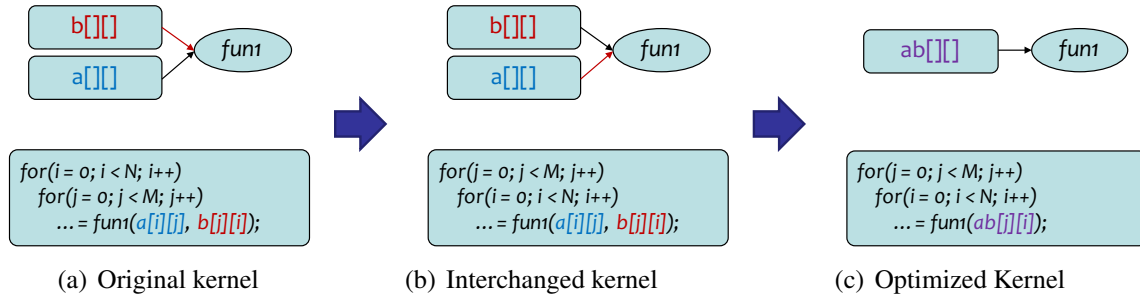 b[][]
a[][]
fun1
for(i = 0; i < N; i++)
for(j = 0; j < M; j++)
... = fun1(a[i][j], b[j][i]);
(a) Original kernel
b[][]
a[][]
fun1
for(j = 0; j < M; j++)
for(i = 0; i < N; i++)
... = fun1(a[i][j], b[j][i]);
(b) Interchanged kernel
ab[][]
fun1
for(j = 0; j < M; j++)
for(i = 0; i < N; i++)
... = fun1(ab[j][i]);
(c) Optimized Kernel